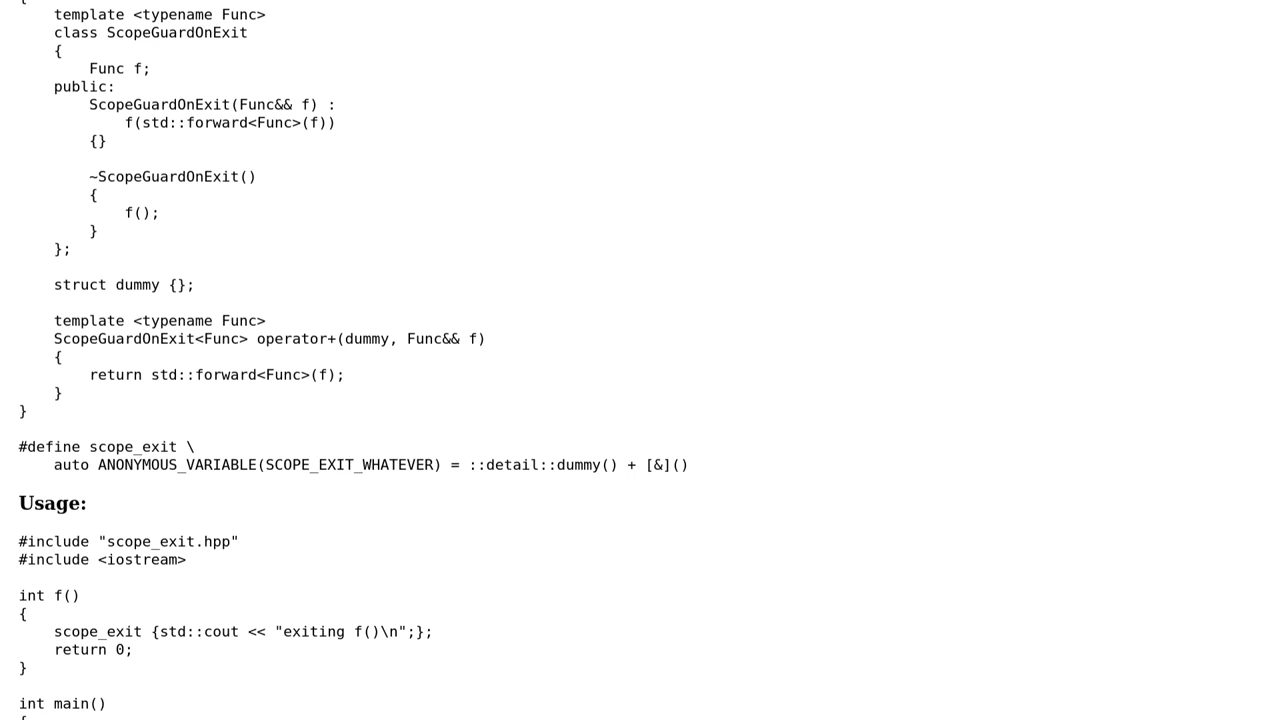 {
    template <typename Func>
    class ScopeGuardOnExit
    {
        Func f;
    public:
        ScopeGuardOnExit(Func&& f) :
            f(std::forward<Func>(f))
        {}

        ~ScopeGuardOnExit()
        {
            f();
        }
    };

    struct dummy {};

    template <typename Func>
    ScopeGuardOnExit<Func> operator+(dummy, Func&& f)
    {
        return std::forward<Func>(f);
    }
}

#define scope_exit \
    auto ANONYMOUS_VARIABLE(SCOPE_EXIT_WHATEVER) = ::detail::dummy() + [&]()

Usage:

#include "scope_exit.hpp"
#include <iostream>

int f()
{
    scope_exit {std::cout << "exiting f()\n";};
    return 0;
}

int main()
{